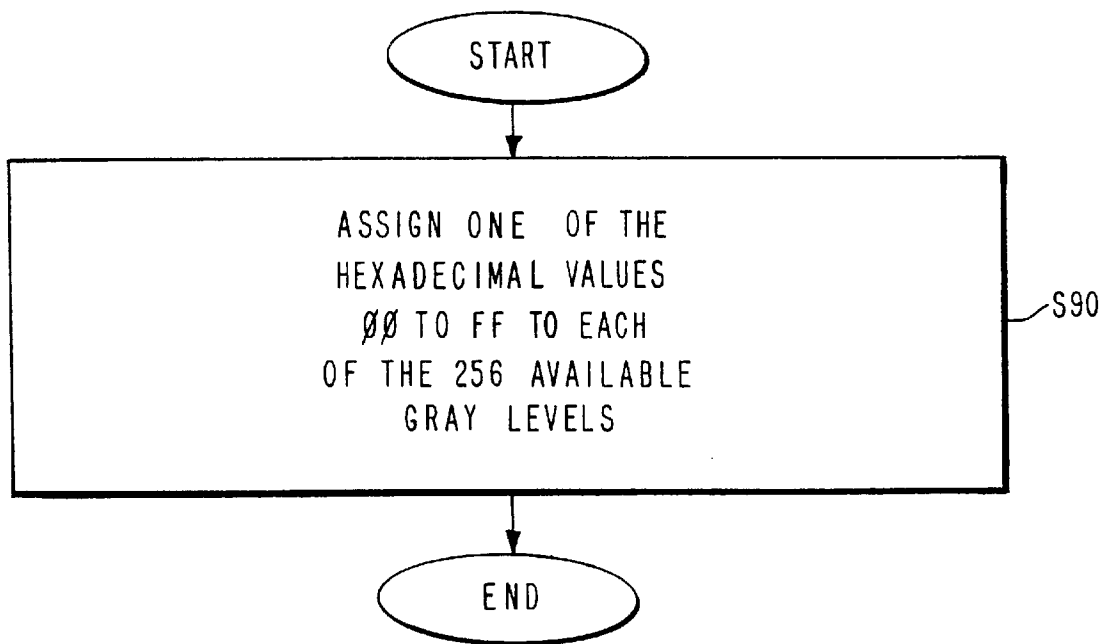 START
ASSIGN ONE OF THE
HEXADECIMAL VALUES
ØØ TO FF TO EACH
OF THE 256 AVAILABLE
GRAY LEVELS
S90
END